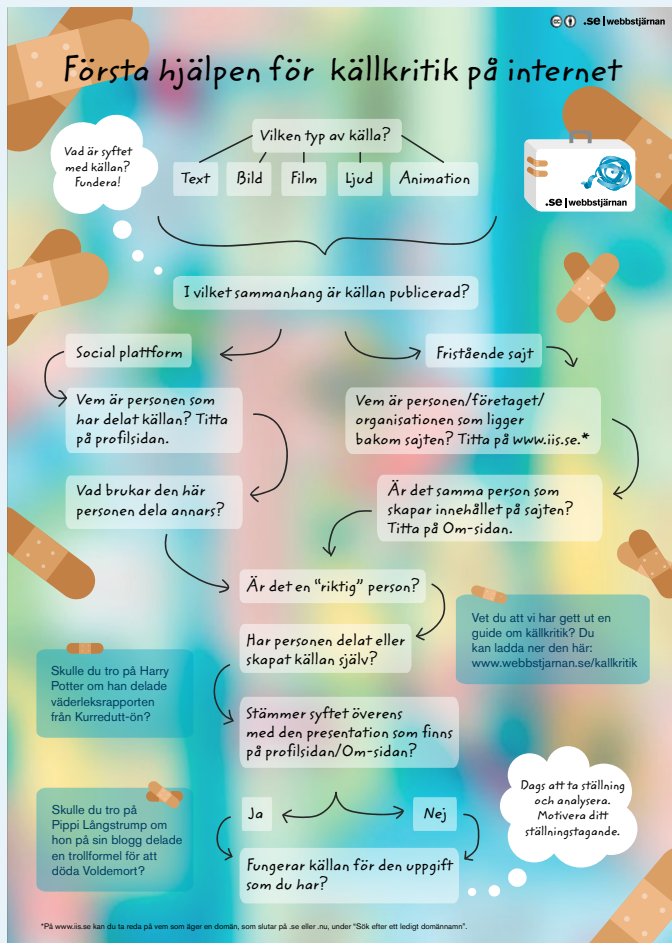 .se | webbstjärnan
Första hjälpen för källkritik på internet
Vad är syftet
med källan?
Fundera!
Vilken typ av källa?
Text
Bild
Film
Ljud
Animation
.se | webbstjärnan
I vilket sammanhang är källan publicerad?
Social plattform
Fristående sajt
Vem är personen som
har delat källan? Titta
på profilsidan.
Vem är personen/företaget/
organisationen som ligger
bakom sajten? Titta på www.iis.se.*
Vad brukar den här
personen dela annars?
Är det samma person som
skapar innehållet på sajten?
Titta på Om-sidan.
Är det en "riktig" person?
Vet du att vi har gett ut en
guide om källkritik? Du
kan ladda ner den här:
www.webbstjarnan.se/kallkritik
Har personen delat eller
skapat källan själv?
Skulle du tro på Harry
Potter om han delade
väderleksrapporten
från Kurredutt-ön?
Stämmer syftet överens
med den presentation som finns
på profilsidan/Om-sidan?
Dags att ta ställning
och analysera.
Motivera ditt
ställningstagande.
Skulle du tro på
Pippi Långstrump om
hon på sin blogg delade
en trollformel för att
döda Voldemort?
Ja
Nej
Fungerar källan för den uppgift
som du har?
*På www.iis.se kan du ta reda på vem som äger en domän, som slutar på .se eller .nu, under "Sök efter ett ledigt domännamn".